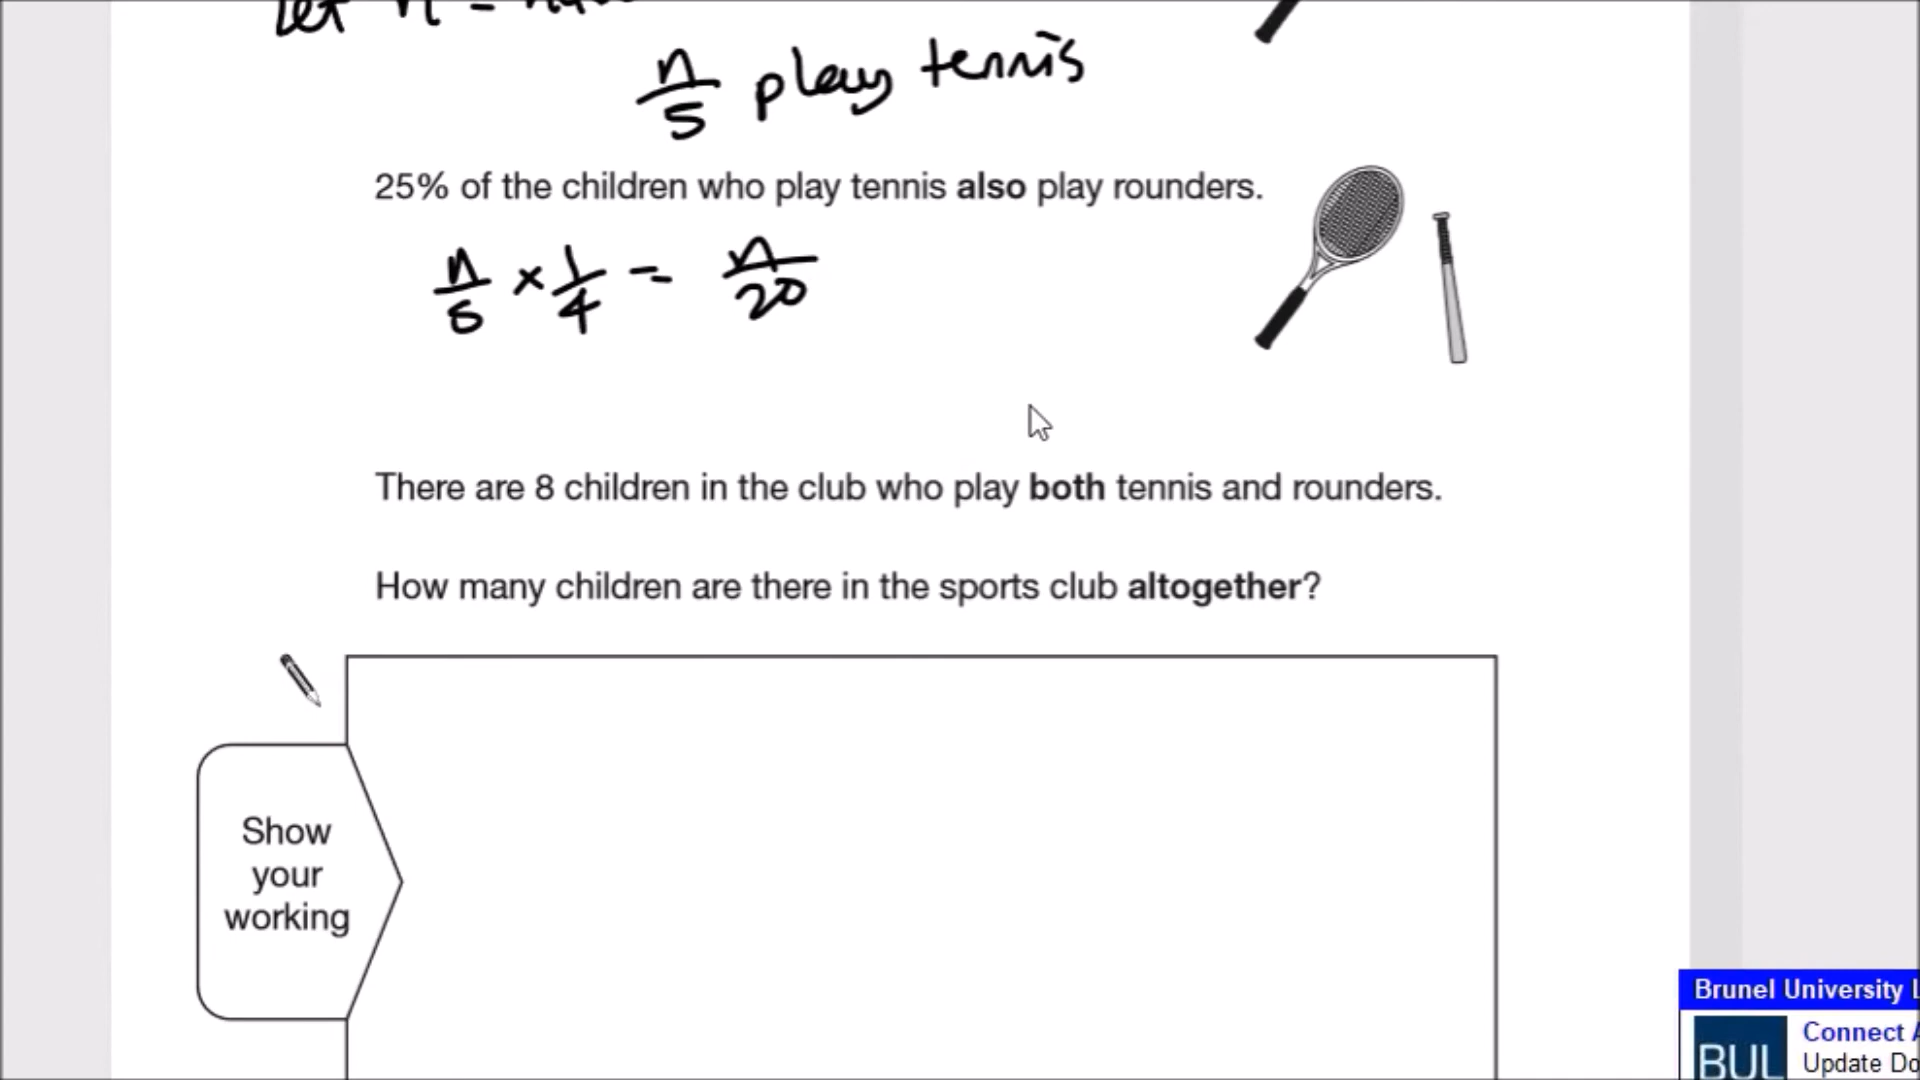 let n =
n/5 play tennis
25% of the children who play tennis also play rounders.
n/5 × 1/4 = n/20
There are 8 children in the club who play both tennis and rounders.
How many children are there in the sports club altogether?
Show
your
working
Brunel University L
Connect A
BUL
Update Do